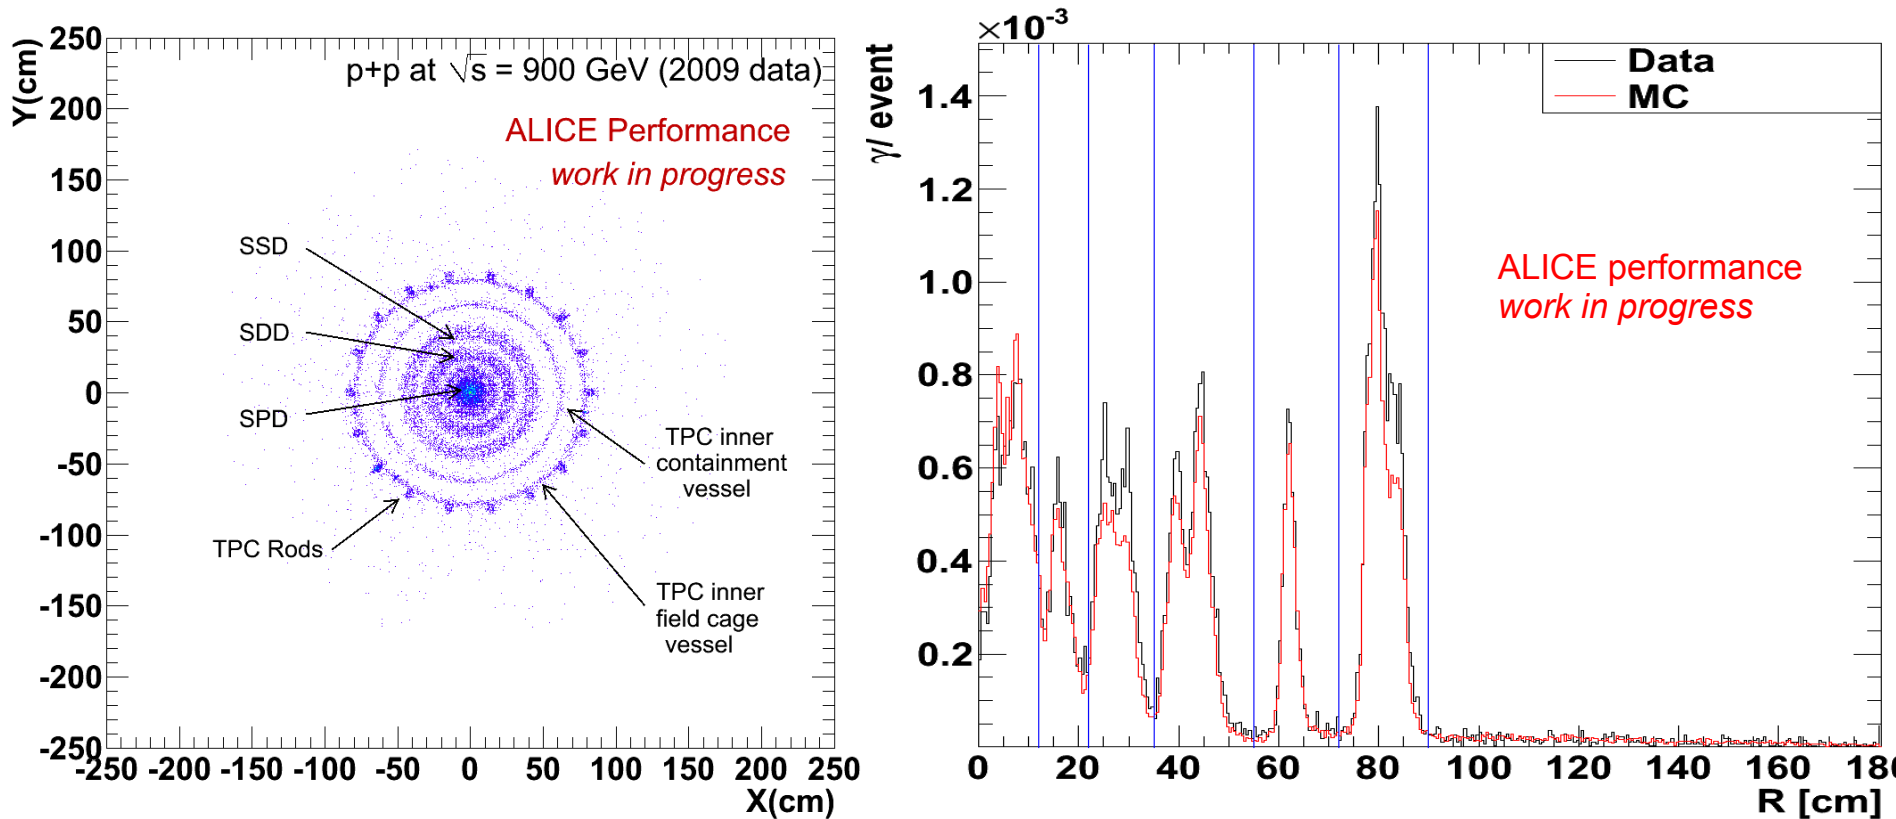 250
200
150
100
50
0
-50
-100
-150
-200
-250
Y(cm)
p+p at √s = 900 GeV (2009 data)
ALICE Performance
work in progress
SSD
SDD
SPD
TPC Rods
TPC inner
containment
vessel
TPC inner
field cage
vessel
-250 -200 -150 -100 -50 0 50 100 150 200 250
X(cm)
×10-3
γ/ event
1.4
1.2
1.0
0.8
0.6
0.4
0.2
Data
MC
ALICE performance
work in progress
0 20 40 60 80 100 120 140 160 180
R [cm]